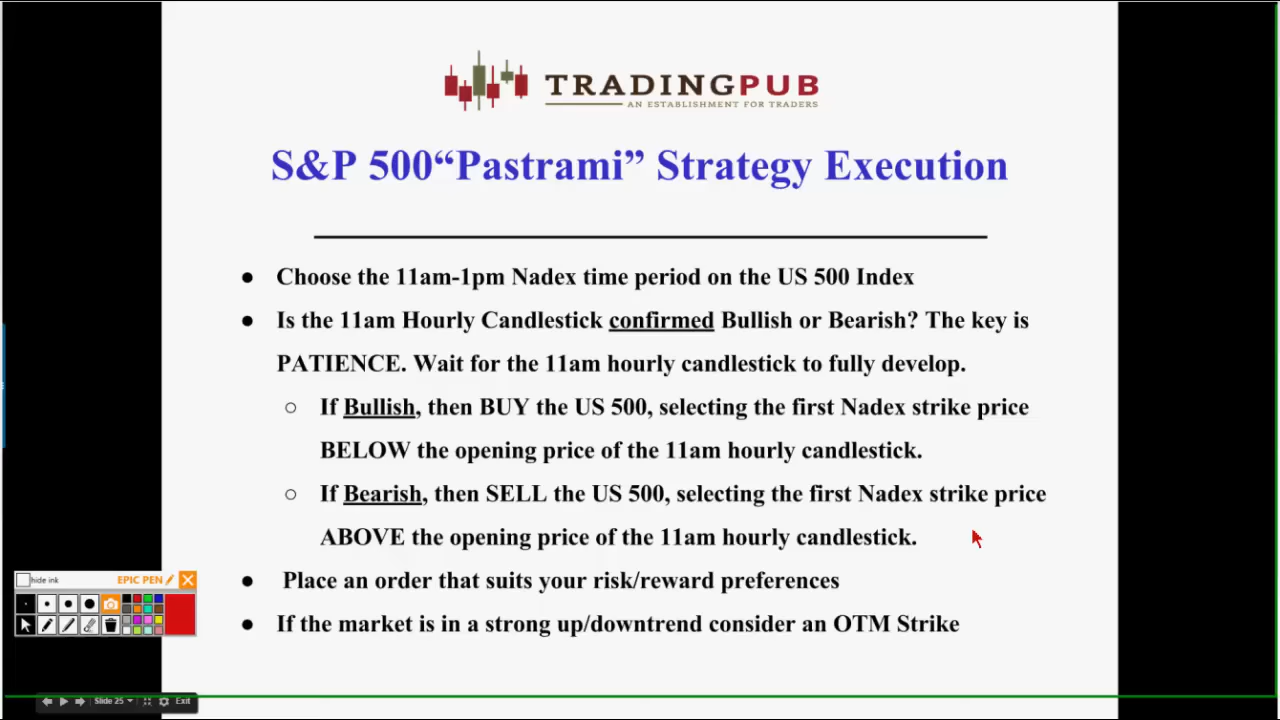 TRADINGPUB
AN ESTABLISHMENT FOR TRADERS
S&P 500“Pastrami” Strategy Execution
● Choose the 11am-1pm Nadex time period on the US 500 Index
● Is the 11am Hourly Candlestick confirmed Bullish or Bearish? The key is
PATIENCE. Wait for the 11am hourly candlestick to fully develop.
○ If Bullish, then BUY the US 500, selecting the first Nadex strike price
BELOW the opening price of the 11am hourly candlestick.
○ If Bearish, then SELL the US 500, selecting the first Nadex strike price
ABOVE the opening price of the 11am hourly candlestick.
● Place an order that suits your risk/reward preferences
● If the market is in a strong up/downtrend consider an OTM Strike
hide ink EPIC PEN
Slide 25 Exit